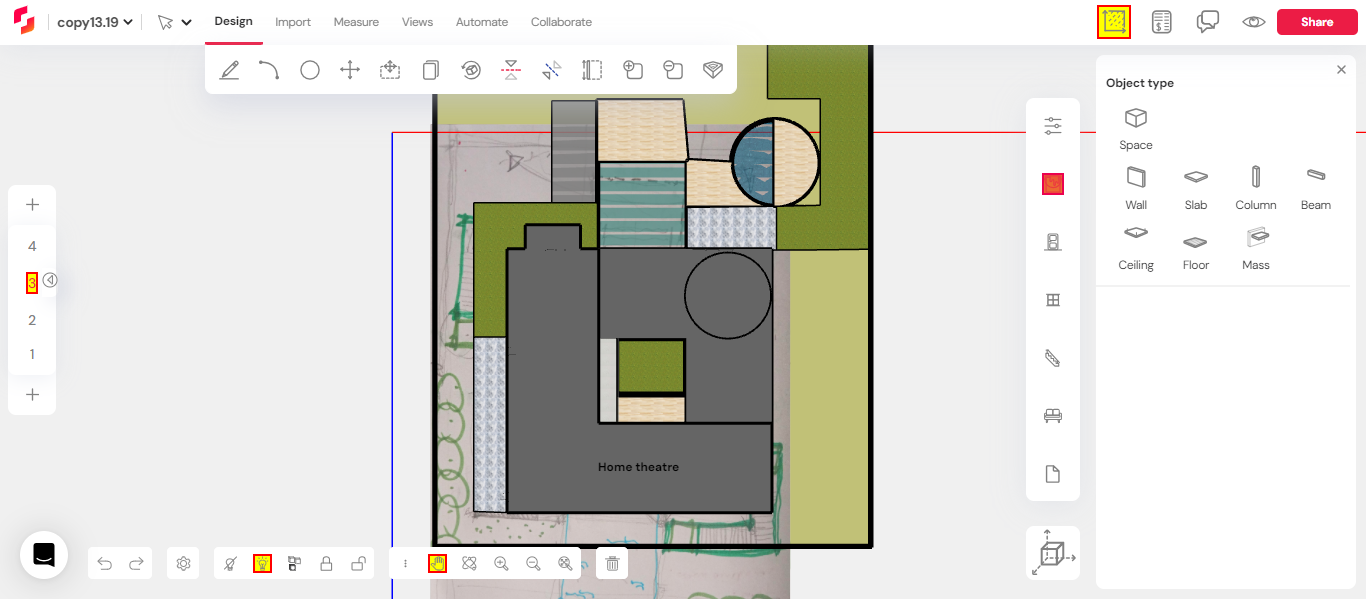 copy13.19
Design
Import
Measure
Views
Automate
Collaborate
Share
Object type
Space
Wall
Slab
Column
Beam
Ceiling
Floor
Mass
4
3
2
1
Home theatre